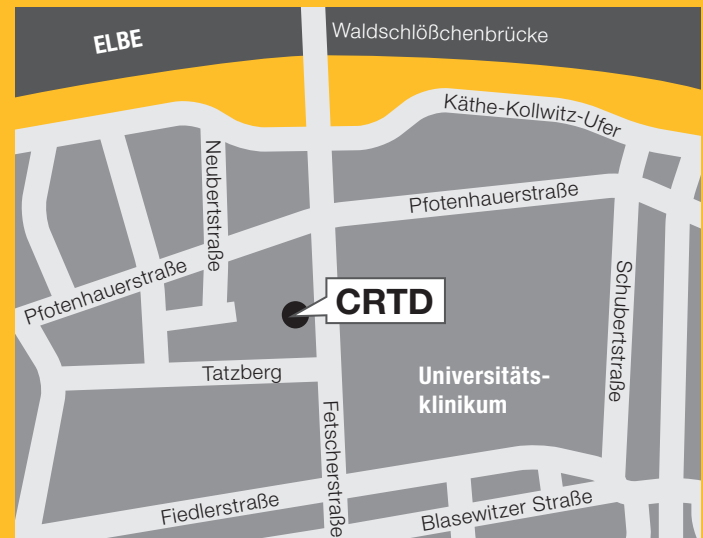 ELBE
Waldschlößchenbrücke
Käthe-Kollwitz-Ufer
Neubertstraße
Pfotenhauerstraße
Pfotenhauerstraße
CRTD
Schubertstraße
Tatzberg
Universitäts-
klinikum
Fetscherstraße
Fiedlerstraße
Blasewitzer Straße